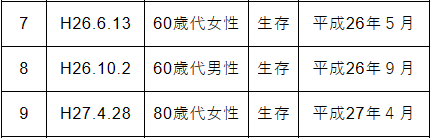 7 H26.6.13 60歳代女性 生存 平成26年5月
8 H26.10.2 60歳代男性 生存 平成26年9月
9 H27.4.28 80歳代女性 生存 平成27年4月